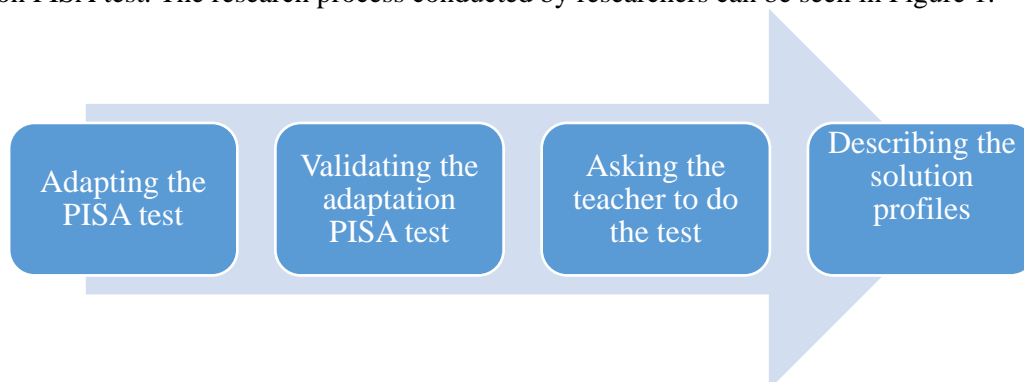 on PISA test. The research process conducted by researchers can be seen in Figure 1.
Adapting the
PISA test
Validating the
adaptation
PISA test
Asking the
teacher to do
the test
Describing the
solution
profiles